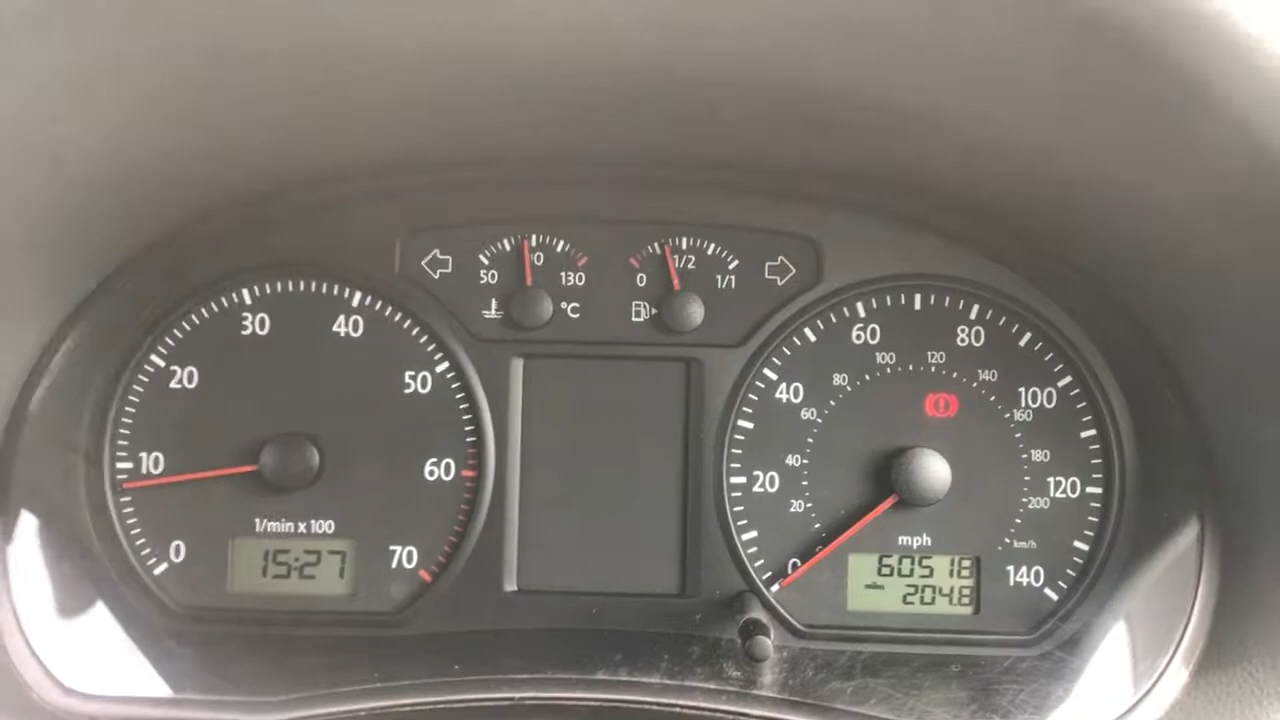 50 90 130
°C
0 1/2 1/1
0 10 20 30 40 50 60 70
1/min x 100
15:27
0 20 40 60 80 100 120 140
20 40 60 80 100 120 140 160 180 200
km/h
mph
60518
204.8